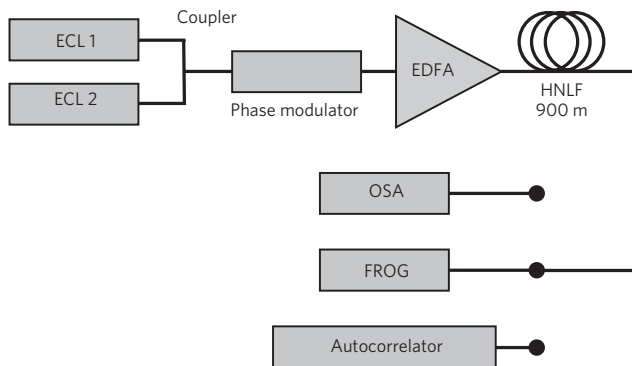 Coupler
ECL 1
ECL 2
Phase modulator
EDFA
HNLF
900 m
OSA
FROG
Autocorrelator